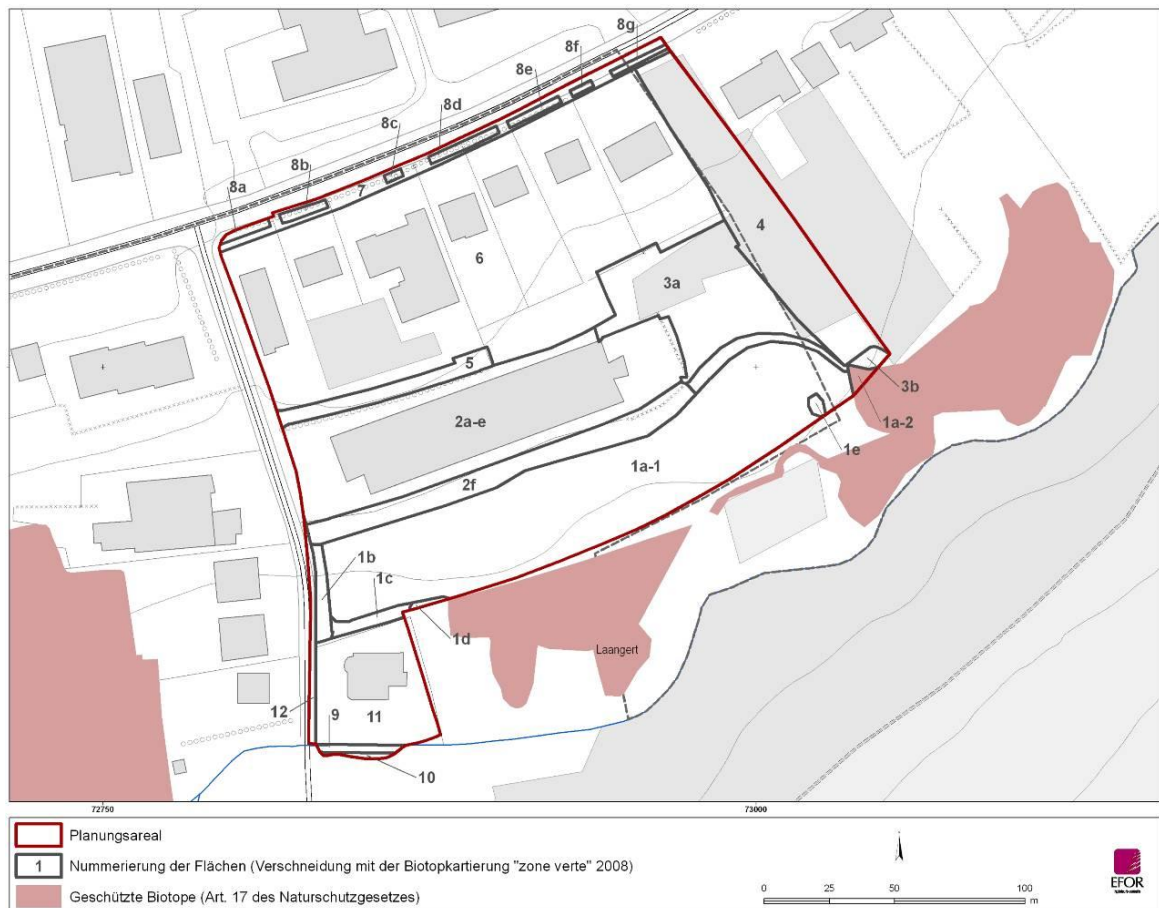 8g
8f
8e
8d
8c
8b
8a
7
6
4
3a
5
3b
2a-e
1a-2
1e
1a-1
2f
1b
1c
1d
Laangert
12
9
11
10
72750
73000
Planungsareal
1
Nummerierung der Flächen (Verschneidung mit der Biotopkartierung "zone verte" 2008)
Geschützte Biotope (Art. 17 des Naturschutzgesetzes)
0 25 50 100
m
EFOR